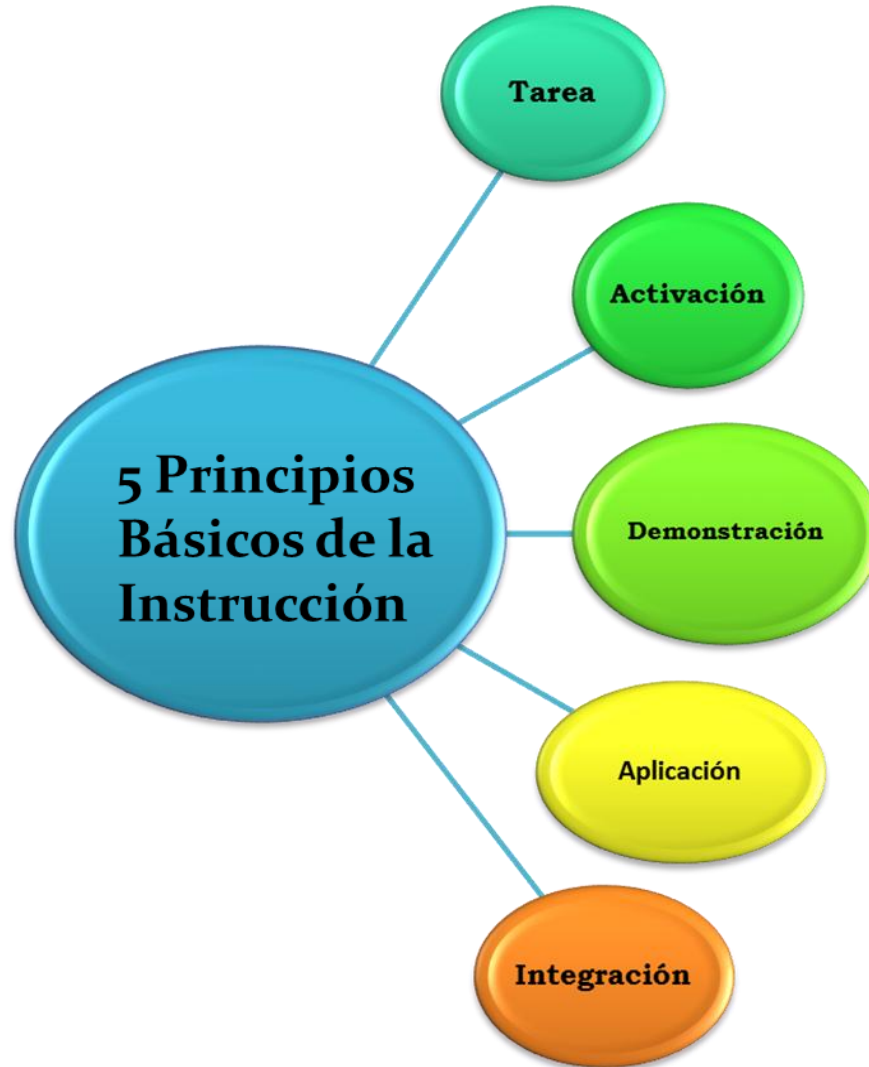 Tarea
Activación
5 Principios
Básicos de la
Instrucción
Demonstración
Aplicación
Integración